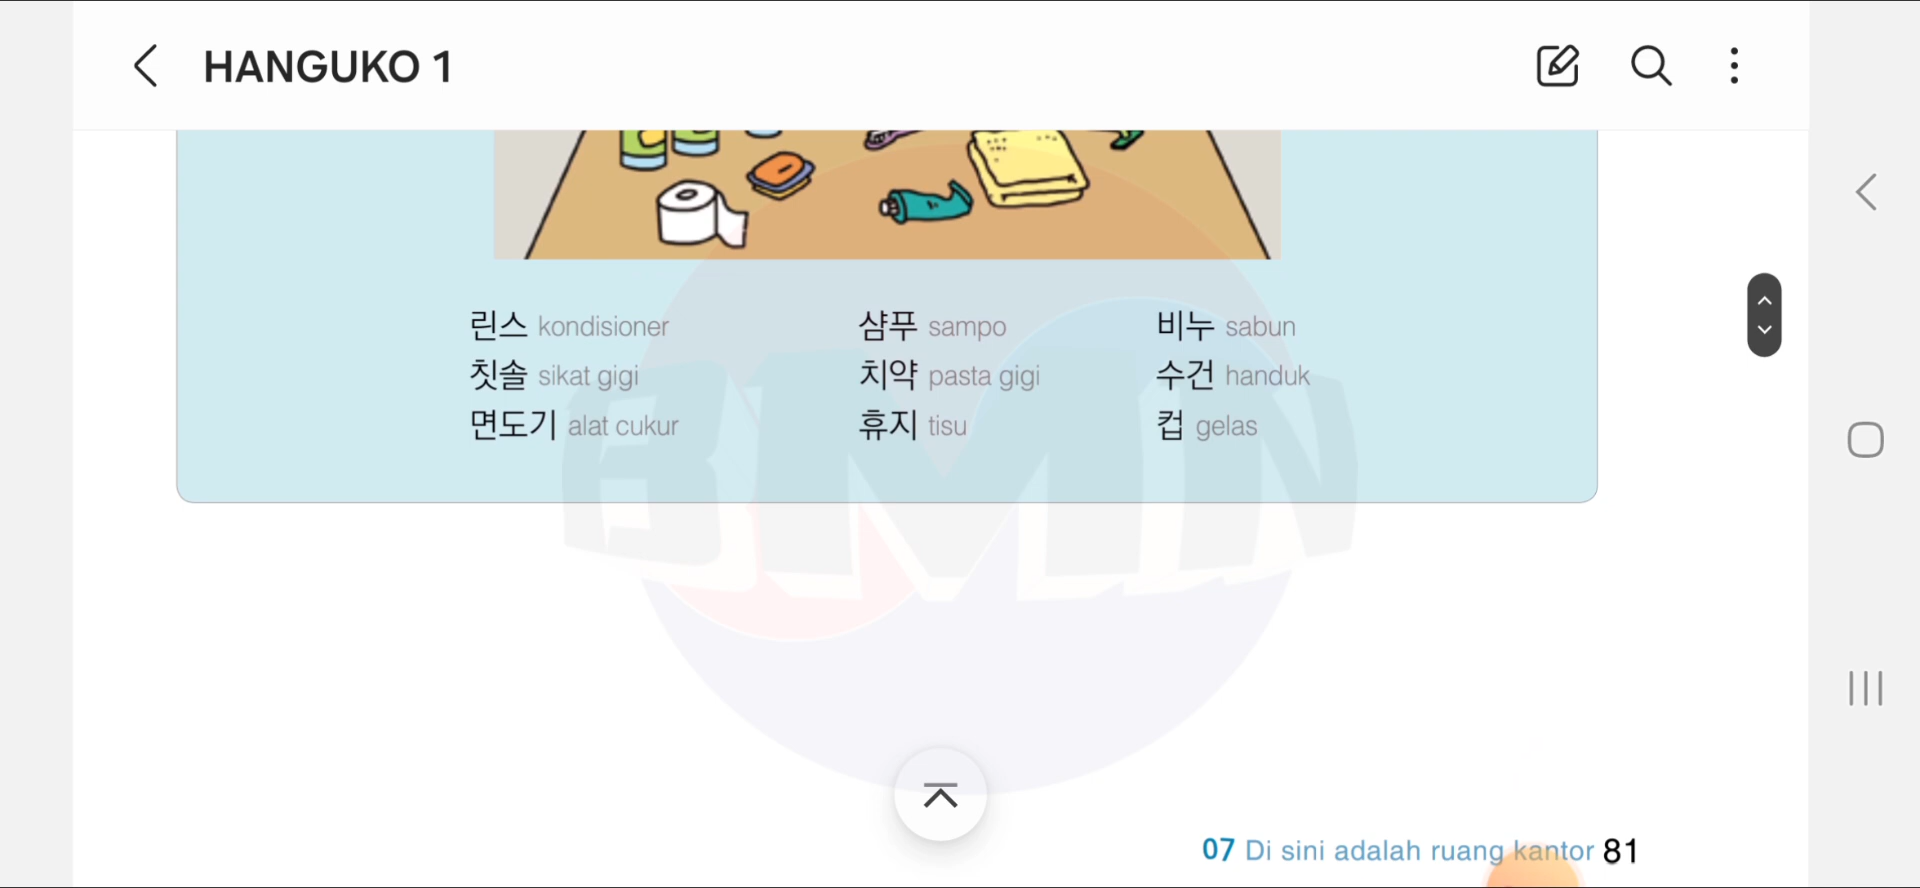 HANGUKO 1
린스 kondisioner 샴푸 sampo 비누 sabun
칫솔 sikat gigi 치약 pasta gigi 수건 handuk
면도기 alat cukur 휴지 tisu 컵 gelas
BMN
07 Di sini adalah ruang kantor 81